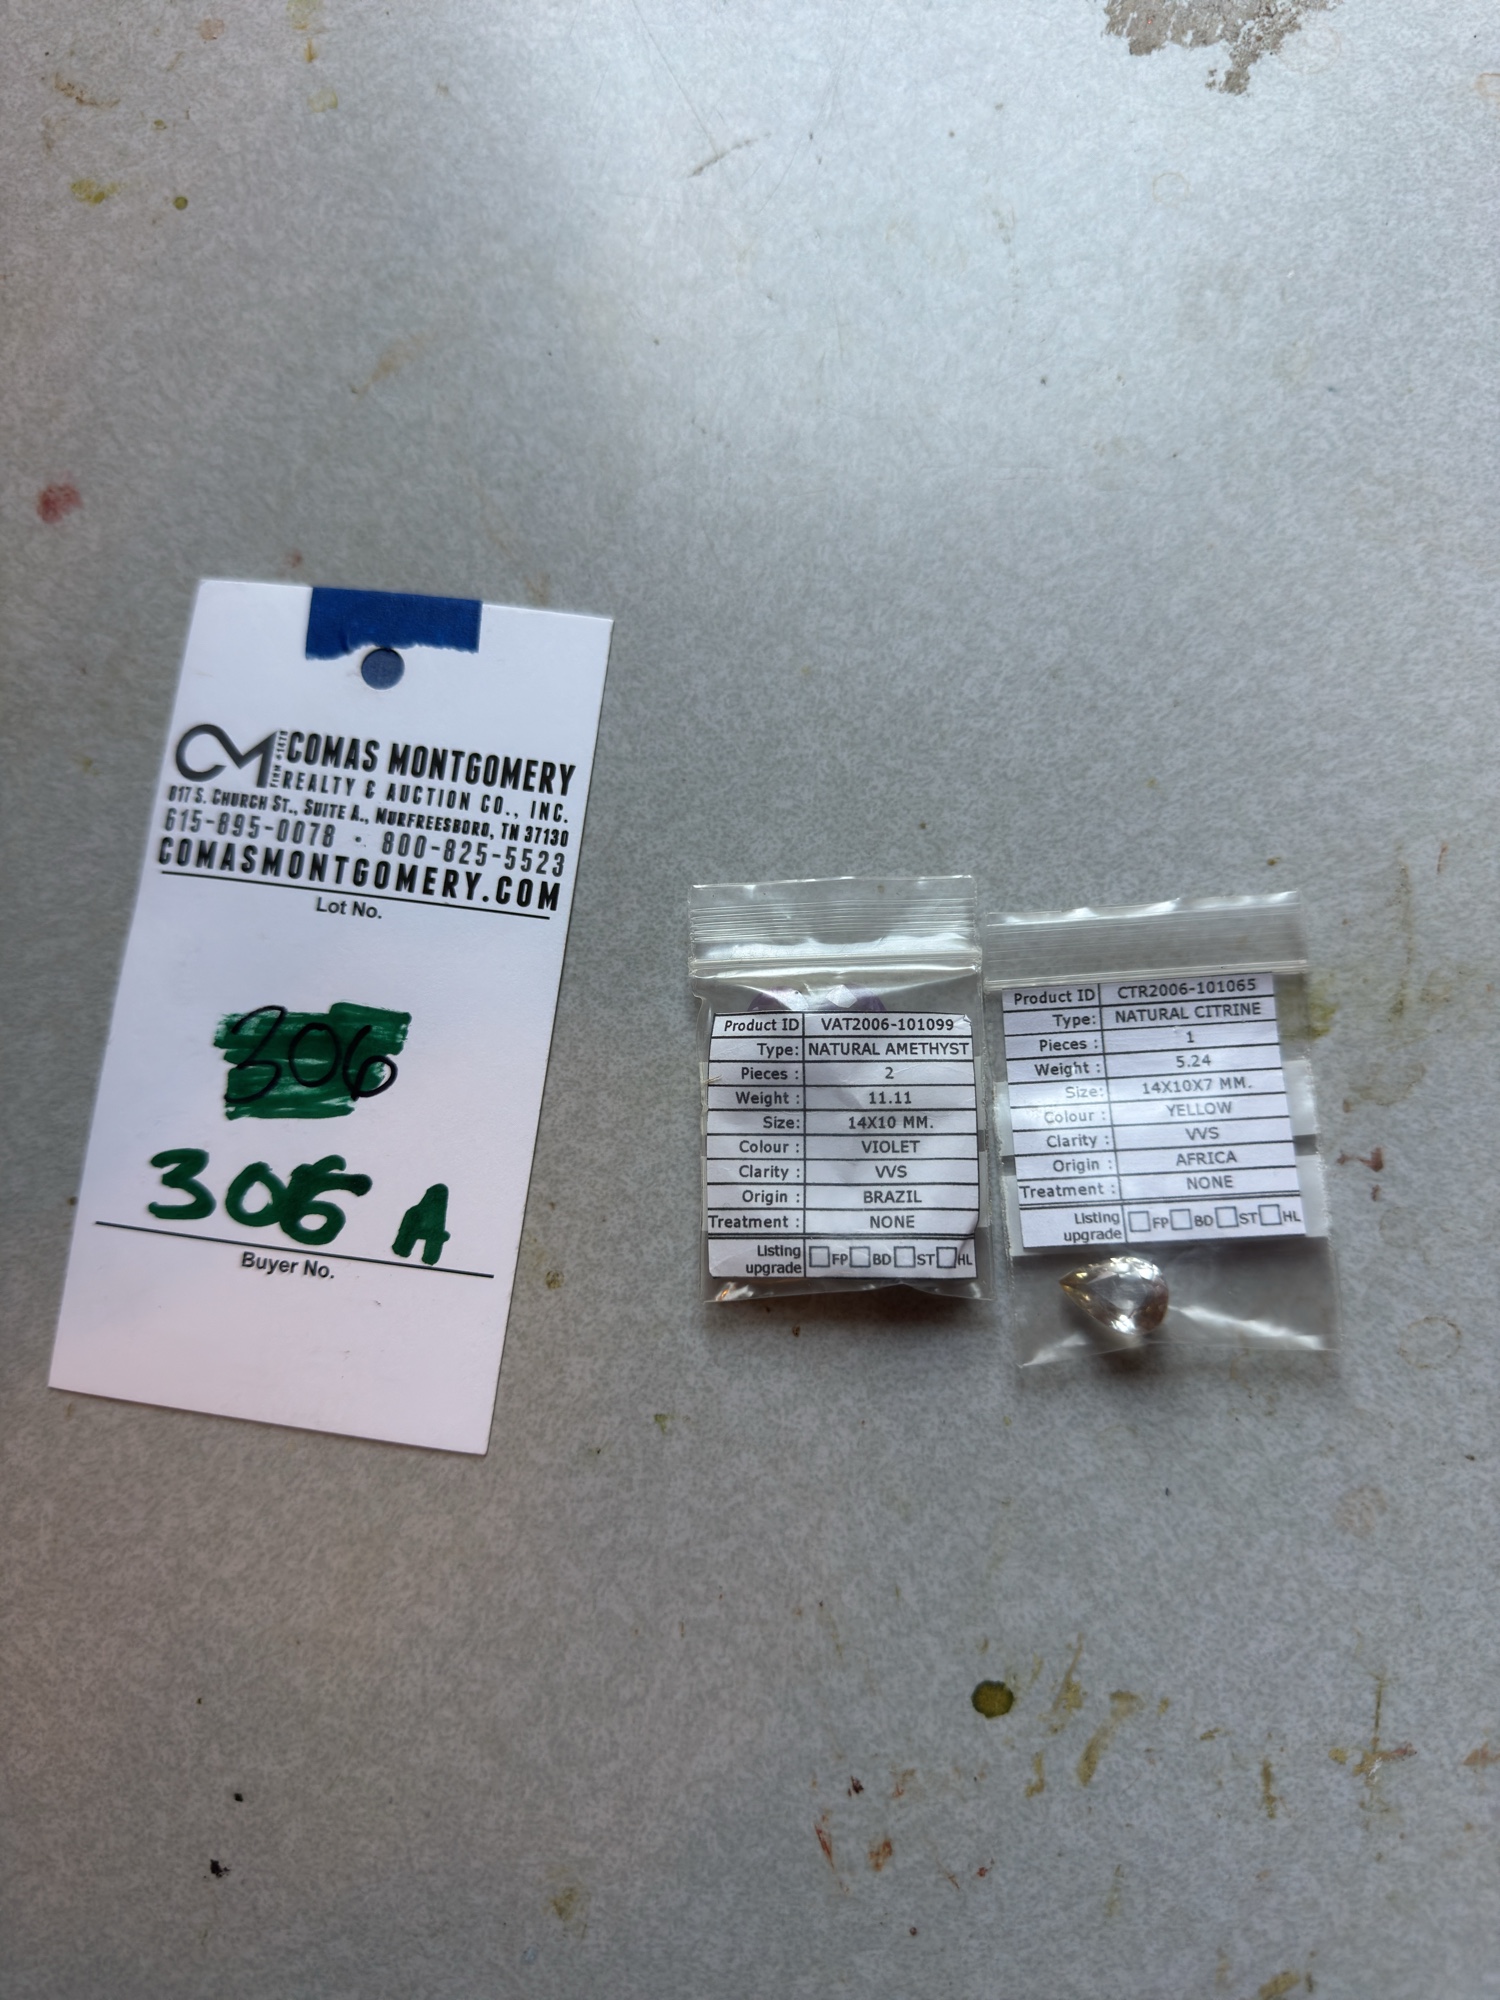 CM FIRM #1478 COMAS MONTGOMERY
REALTY & AUCTION CO., INC.
817 S. CHURCH ST., SUITE A., MURFREESBORO, TN 37130
615-895-0078 • 800-825-5523
COMASMONTGOMERY.COM
Lot No.
306
306 A
Buyer No.
Product ID VAT2006-101099
Type: NATURAL AMETHYST
Pieces : 2
Weight : 11.11
Size: 14X10 MM.
Colour : VIOLET
Clarity : VVS
Origin : BRAZIL
Treatment : NONE
Listing upgrade FP BD ST HL
Product ID CTR2006-101065
Type: NATURAL CITRINE
Pieces : 1
Weight : 5.24
Size: 14X10X7 MM.
Colour : YELLOW
Clarity : VVS
Origin : AFRICA
Treatment : NONE
Listing upgrade FP BD ST HL